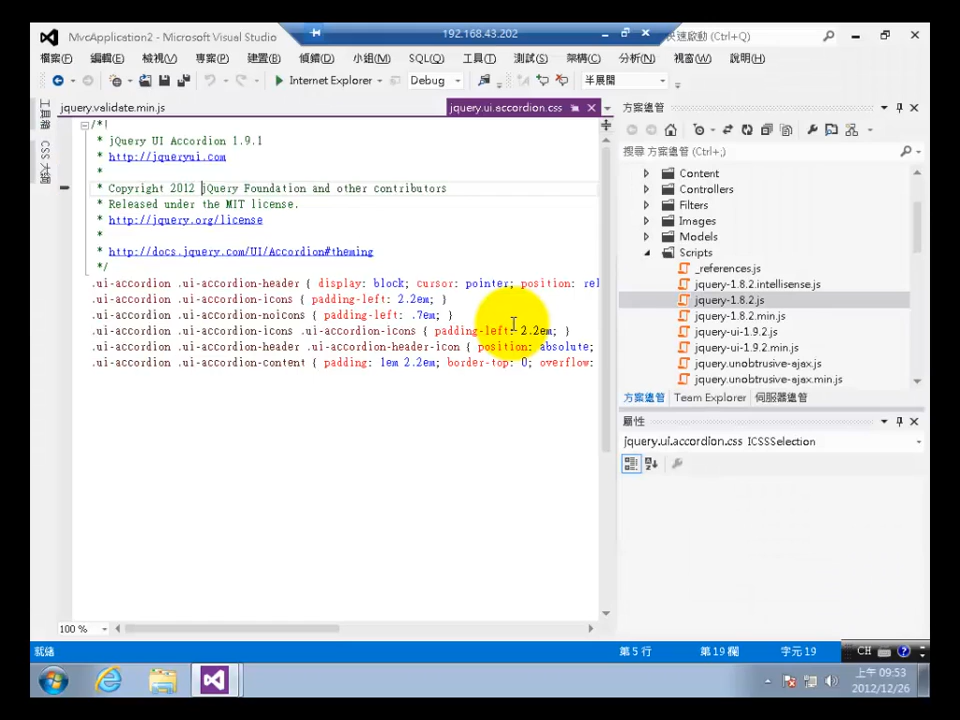 192.168.43.202
MvcApplication2 - Microsoft Visual Studio
快速啟動 (Ctrl+Q)
檔案(F) 編輯(E) 檢視(V) 專案(P) 建置(B) 偵錯(D) 小組(M) SQL(Q) 工具(T) 測試(S) 架構(C) 分析(N) 視窗(W) 說明(H)
Internet Explorer Debug 半展開
工具箱
CSS 大綱
jquery.validate.min.js jquery.ui.accordion.css
/*!
* jQuery UI Accordion 1.9.1
* http://jqueryui.com
*
* Copyright 2012 jQuery Foundation and other contributors
* Released under the MIT license.
* http://jquery.org/license
*
* http://docs.jquery.com/UI/Accordion#theming
*/
.ui-accordion .ui-accordion-header { display: block; cursor: pointer; position: rel
.ui-accordion .ui-accordion-icons { padding-left: 2.2em; }
.ui-accordion .ui-accordion-noicons { padding-left: .7em; }
.ui-accordion .ui-accordion-icons .ui-accordion-icons { padding-left: 2.2em; }
.ui-accordion .ui-accordion-header .ui-accordion-header-icon { position: absolute;
.ui-accordion .ui-accordion-content { padding: 1em 2.2em; border-top: 0; overflow:
100 %
方案總管
搜尋 方案總管 (Ctrl+;)
Content
Controllers
Filters
Images
Models
Scripts
_references.js
jquery-1.8.2.intellisense.js
jquery-1.8.2.js
jquery-1.8.2.min.js
jquery-ui-1.9.2.js
jquery-ui-1.9.2.min.js
jquery.unobtrusive-ajax.js
jquery.unobtrusive-ajax.min.js
方案總管 Team Explorer 伺服器總管
屬性
jquery.ui.accordion.css ICSSSelection
就緒 第 5 行 第 19 欄 字元 19
CH
上午 09:53
2012/12/26